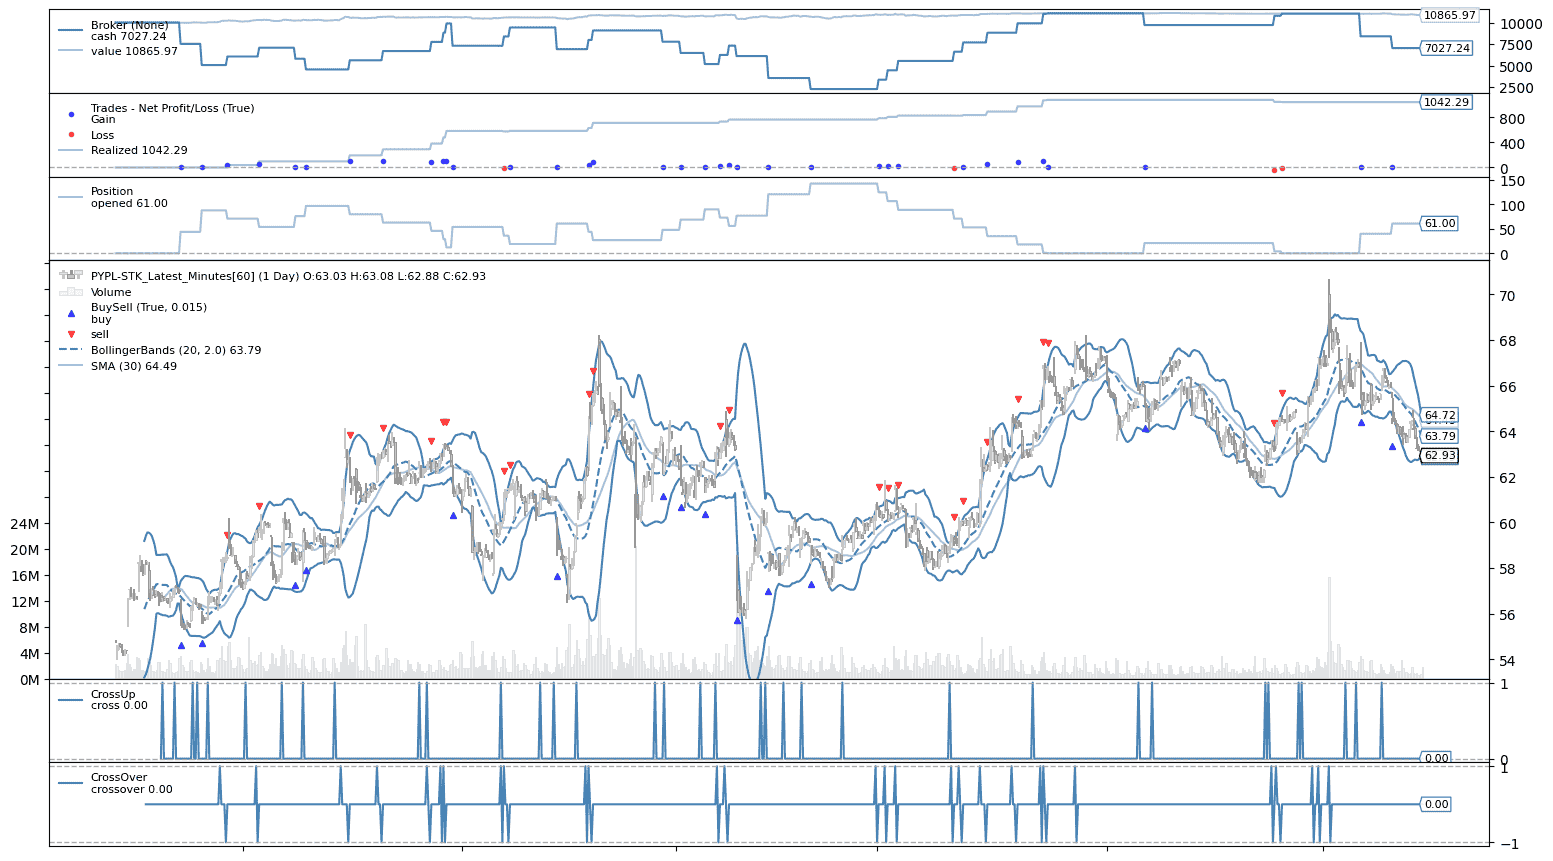 Broker (None)
cash 7027.24
value 10865.97
10865.97
10000
7500
7027.24
5000
2500
Trades - Net Profit/Loss (True)
Gain
Loss
Realized 1042.29
1042.29
800
400
0
Position
opened 61.00
150
100
61.00
50
0
PYPL-STK_Latest_Minutes[60] (1 Day) O:63.03 H:63.08 L:62.88 C:62.93
Volume
BuySell (True, 0.015)
buy
sell
BollingerBands (20, 2.0) 63.79
SMA (30) 64.49
70
68
66
64.72
64
63.79
62.93
62
60
58
56
54
24M
20M
16M
12M
8M
4M
0M
CrossUp
cross 0.00
1
0.00
0
CrossOver
crossover 0.00
1
0.00
−1